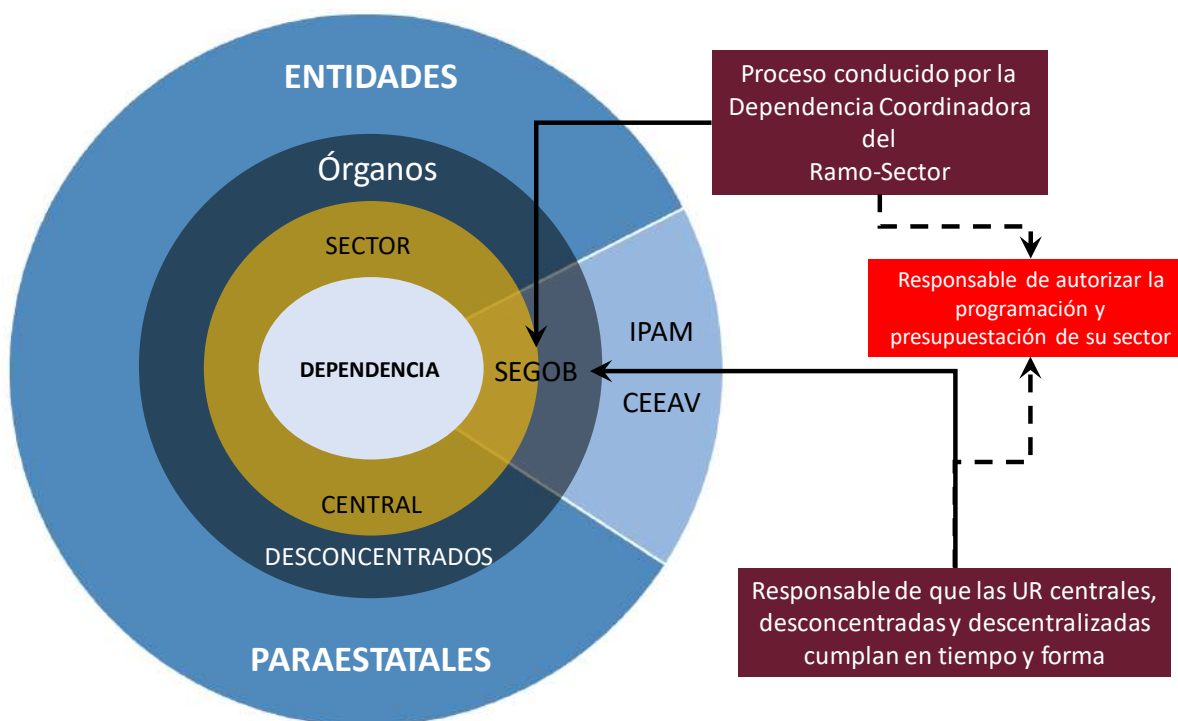 ENTIDADES
Órganos
SECTOR
DEPENDENCIA
SEGOB
IPAM
CEEAV
CENTRAL
DESCONCENTRADOS
PARAESTATALES
Proceso conducido por la
Dependencia Coordinadora
del
Ramo-Sector
Responsable de autorizar la
programación y
presupuestación de su sector
Responsable de que las UR centrales,
desconcentradas y descentralizadas
cumplan en tiempo y forma